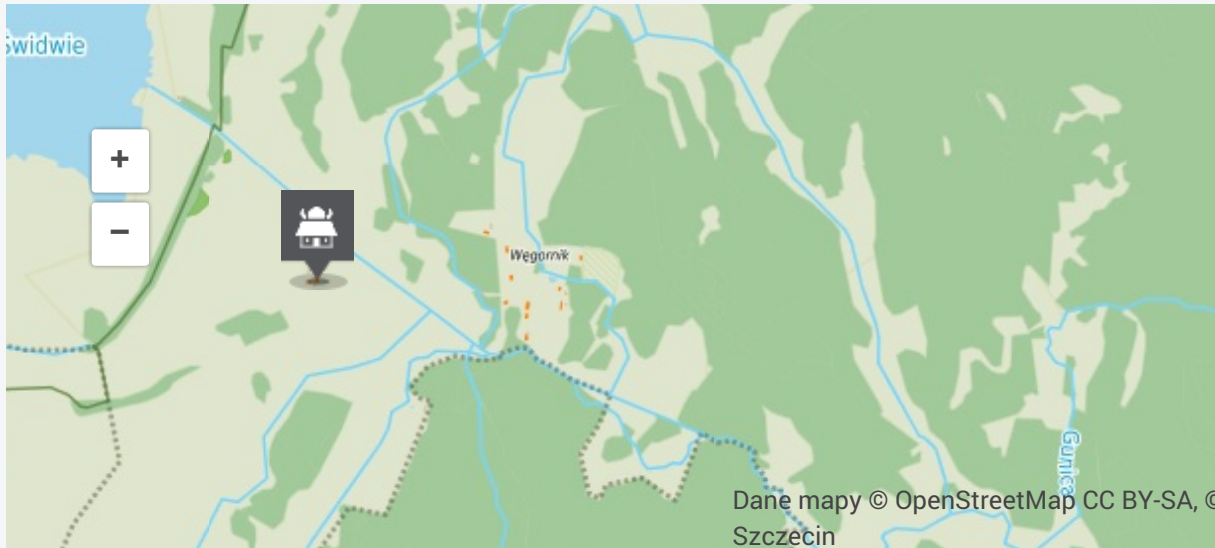 Świdwie
+
−
Węgornik
Gunica
Dane mapy © OpenStreetMap CC BY-SA, ©
Szczecin